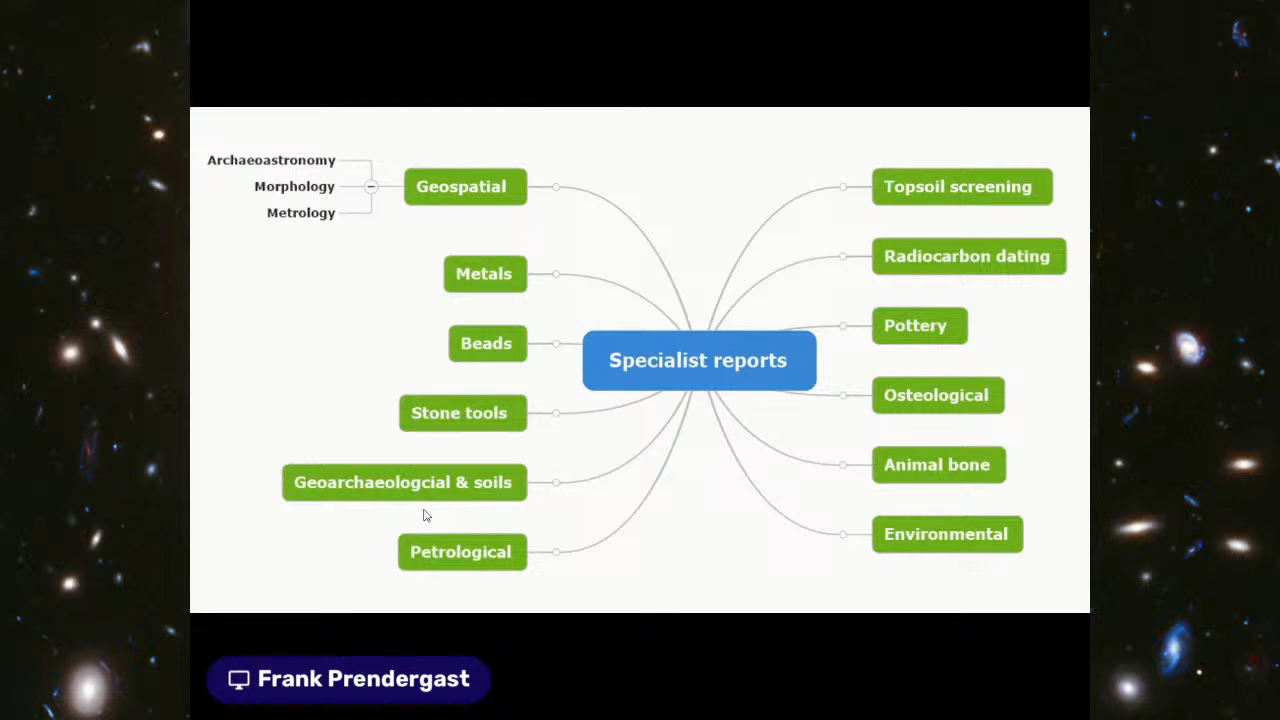 Archaeoastronomy
Morphology
Metrology
Geospatial
Metals
Beads
Stone tools
Geoarchaeologcial & soils
Petrological
Specialist reports
Topsoil screening
Radiocarbon dating
Pottery
Osteological
Animal bone
Environmental
Frank Prendergast